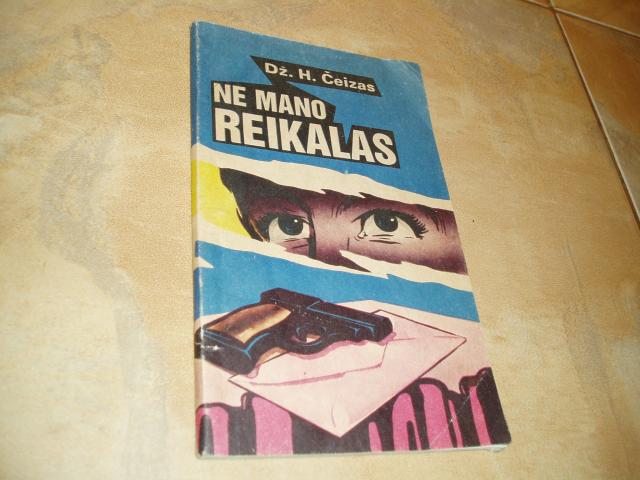 Dž. H. Čeizas
NE MANO
REIKALAS